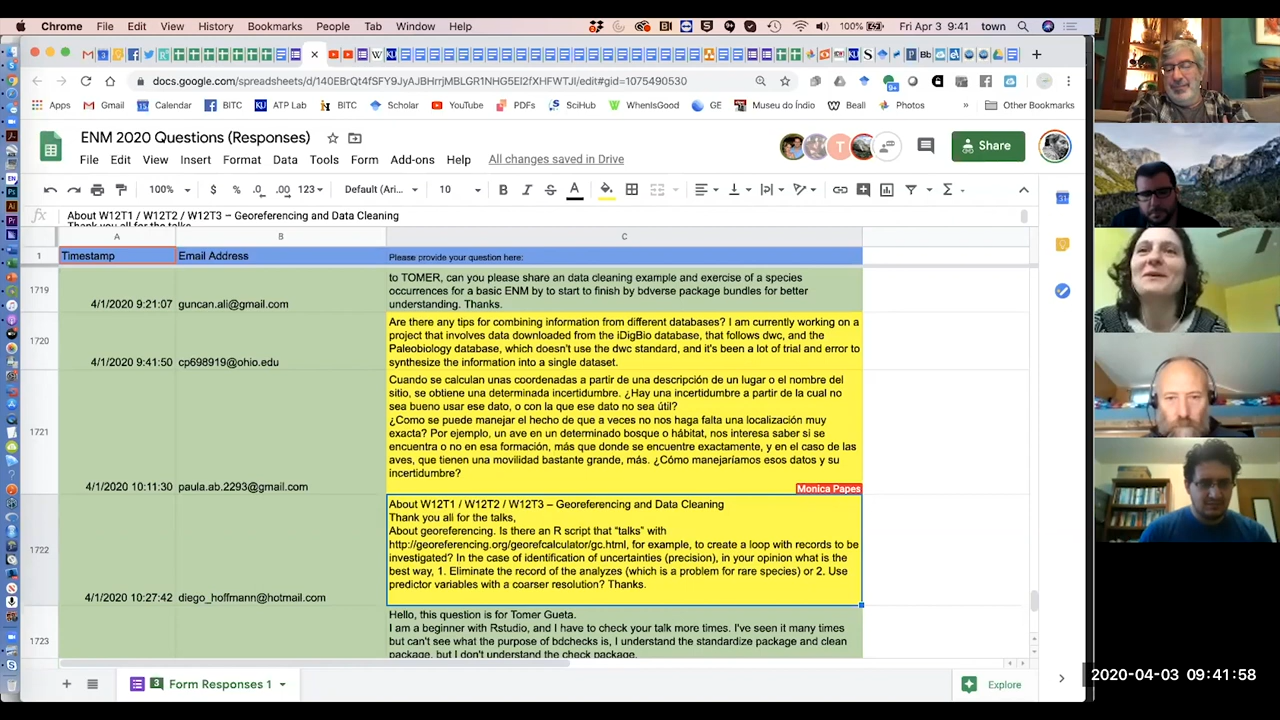 Chrome File Edit View History Bookmarks People Tab Window Help 100% Fri Apr 3 9:41 town
docs.google.com/spreadsheets/d/140EBrQt4fSFY9JyAJBHrrjMBLGR1NHG5EI2fXHFWTJI/edit#gid=1075490530
Apps Gmail Calendar BITC ATP Lab BITC Scholar YouTube PDFs SciHub WhenIsGood GE Museu do Índio Beall Photos » Other Bookmarks
ENM 2020 Questions (Responses)
File Edit View Insert Format Data Tools Form Add-ons Help All changes saved in Drive
Share
100% $ % .0 .00 123 Default (Ari... 10 B I S A
fx About W12T1 / W12T2 / W12T3 – Georeferencing and Data Cleaning
Thank you all for the talks
A B C
1 Timestamp Email Address Please provide your question here:
to TOMER, can you please share an data cleaning example and exercise of a species
occurrences for a basic ENM by to start to finish by bdverse package bundles for better
understanding. Thanks.
1719 4/1/2020 9:21:07 guncan.ali@gmail.com
Are there any tips for combining information from different databases? I am currently working on a
project that involves data downloaded from the iDigBio database, that follows dwc, and the
Paleobiology database, which doesn't use the dwc standard, and it's been a lot of trial and error to
synthesize the information into a single dataset.
1720 4/1/2020 9:41:50 cp698919@ohio.edu
Cuando se calculan unas coordenadas a partir de una descripción de un lugar o el nombre del
sitio, se obtiene una determinada incertidumbre. ¿Hay una incertidumbre a partir de la cual no
sea bueno usar ese dato, o con la que ese dato no sea útil?
¿Como se puede manejar el hecho de que a veces no nos haga falta una localización muy
exacta? Por ejemplo, un ave en un determinado bosque o hábitat, nos interesa saber si se
encuentra o no en esa formación, más que donde se encuentre exactamente, y en el caso de las
aves, que tienen una movilidad bastante grande, más. ¿Cómo manejaríamos esos datos y su
incertidumbre?
1721 4/1/2020 10:11:30 paula.ab.2293@gmail.com
Monica Papes
About W12T1 / W12T2 / W12T3 – Georeferencing and Data Cleaning
Thank you all for the talks,
About georeferencing. Is there an R script that “talks” with
http://georeferencing.org/georefcalculator/gc.html, for example, to create a loop with records to be
investigated? In the case of identification of uncertainties (precision), in your opinion what is the
best way, 1. Eliminate the record of the analyzes (which is a problem for rare species) or 2. Use
predictor variables with a coarser resolution? Thanks.
1722 4/1/2020 10:27:42 diego_hoffmann@hotmail.com
Hello, this question is for Tomer Gueta.
I am a beginner with Rstudio, and I have to check your talk more times. I've seen it many times
but can't see what the purpose of bdchecks is, I understand the standardize package and clean
package, but I don't understand the check package.
1723
3 Form Responses 1
Explore
2020-04-03 09:41:58